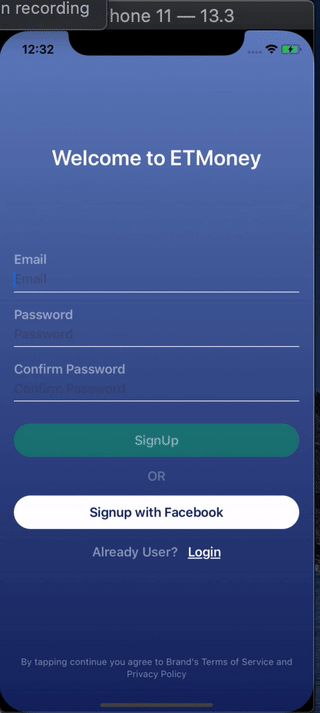 n recording
hone 11 — 13.3
12:32
Welcome to ETMoney
Email
Email
Password
Password
Confirm Password
Confirm Password
SignUp
OR
Signup with Facebook
Already User? Login
By tapping continue you agree to Brand's Terms of Service and
Privacy Policy